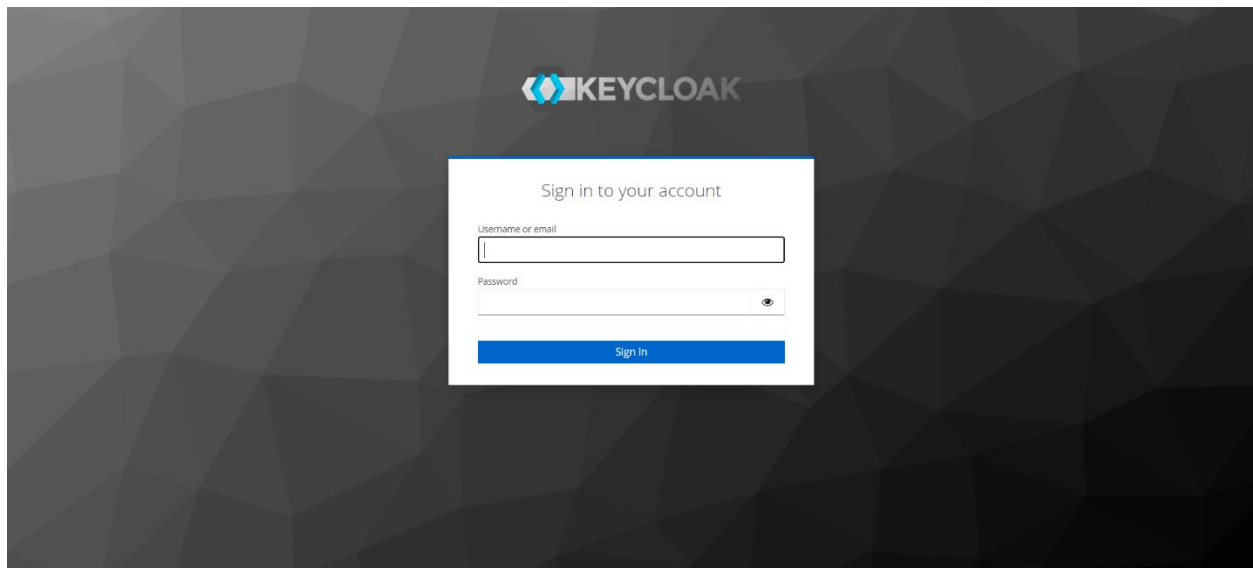 KEYCLOAK
Sign in to your account
Username or email
Password
Sign In